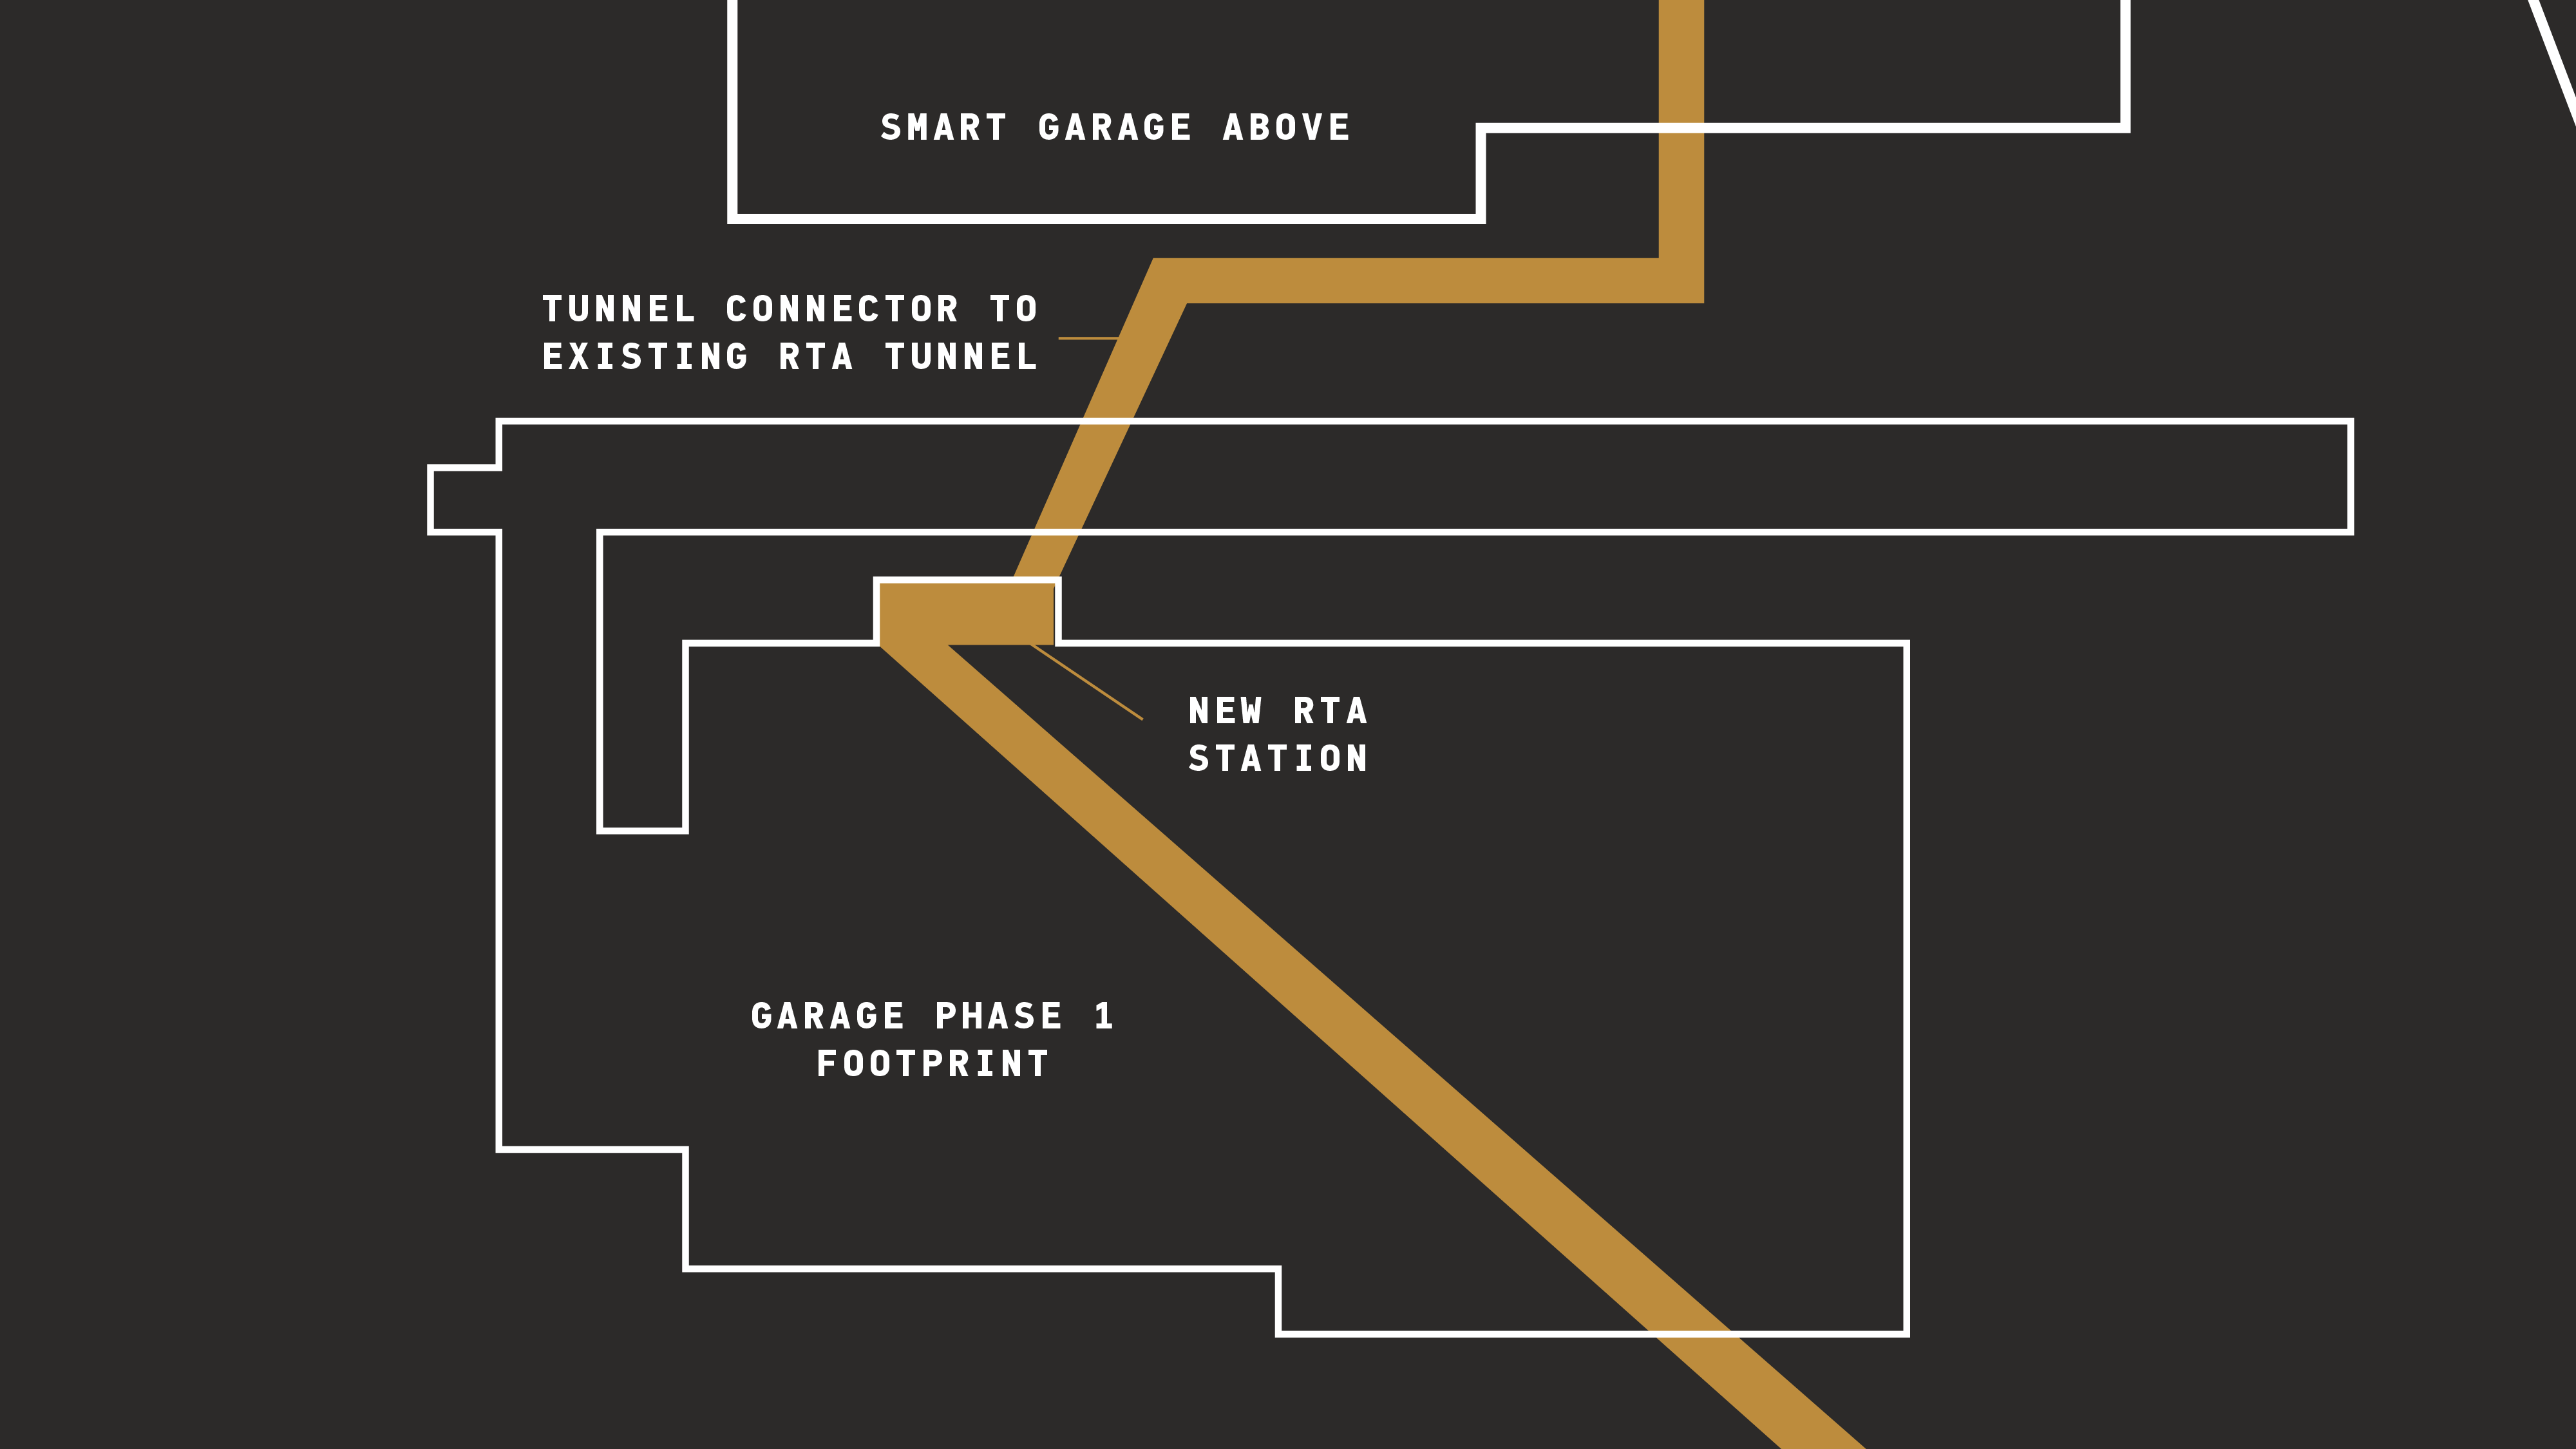 SMART GARAGE ABOVE
TUNNEL CONNECTOR TO
EXISTING RTA TUNNEL
NEW RTA
STATION
GARAGE PHASE 1
FOOTPRINT